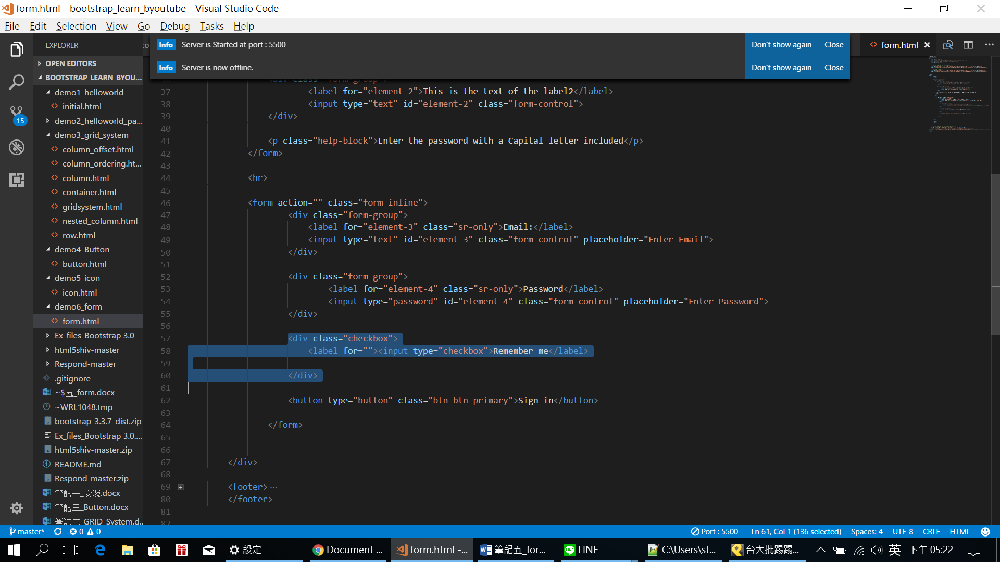 form.html - bootstrap_learn_byoutube - Visual Studio Code
File Edit Selection View Go Debug Tasks Help
EXPLORER
Info Server is Started at port : 5500 Don't show again Close
form.html
Info Server is now offline. Don't show again Close
OPEN EDITORS
BOOTSTRAP_LEARN_BYOU...
demo1_helloworld
initial.html
demo2_helloworld_pa...
demo3_grid_system
column_offset.html
column_ordering.ht...
column.html
container.html
gridsystem.html
nested_column.html
row.html
demo4_Button
button.html
demo5_icon
icon.html
demo6_form
form.html
Ex_files_Bootstrap 3.0
html5shiv-master
Respond-master
.gitignore
~$五_form.docx
~WRL1048.tmp
bootstrap-3.3.7-dist.zip
Ex_files_Bootstrap 3.0....
html5shiv-master.zip
README.md
Respond-master.zip
筆記一_安裝.docx
筆記三_Button.docx
筆記二_GRID_System.d...
15
37 <label for="element-2">This is the text of the label2</label>
38 <input type="text" id="element-2" class="form-control">
39 </div>
40
41 <p class="help-block">Enter the password with a Capital letter included</p>
42 </form>
43
44 <hr>
45
46 <form action="" class="form-inline">
47 <div class="form-group">
48 <label for="element-3" class="sr-only">Email:</label>
49 <input type="text" id="element-3" class="form-control" placeholder="Enter Email">
50 </div>
51
52 <div class="form-group">
53 <label for="element-4" class="sr-only">Password</label>
54 <input type="password" id="element-4" class="form-control" placeholder="Enter Password">
55 </div>
56
57 <div class="checkbox">
58 <label for=""><input type="checkbox">Remember me</label>
59
60 </div>
61
62 <button type="button" class="btn btn-primary">Sign in</button>
63
64 </form>
65
66
67 </div>
68
69 <footer>...
80 </footer>
81
82
master* 0 0 Port : 5500 Ln 61, Col 1 (136 selected) Spaces: 4 UTF-8 CRLF HTML
設定 Document ... form.html -... 筆記五_for... LINE C:\Users\st... 台大批踢踢... 英 下午 05:22